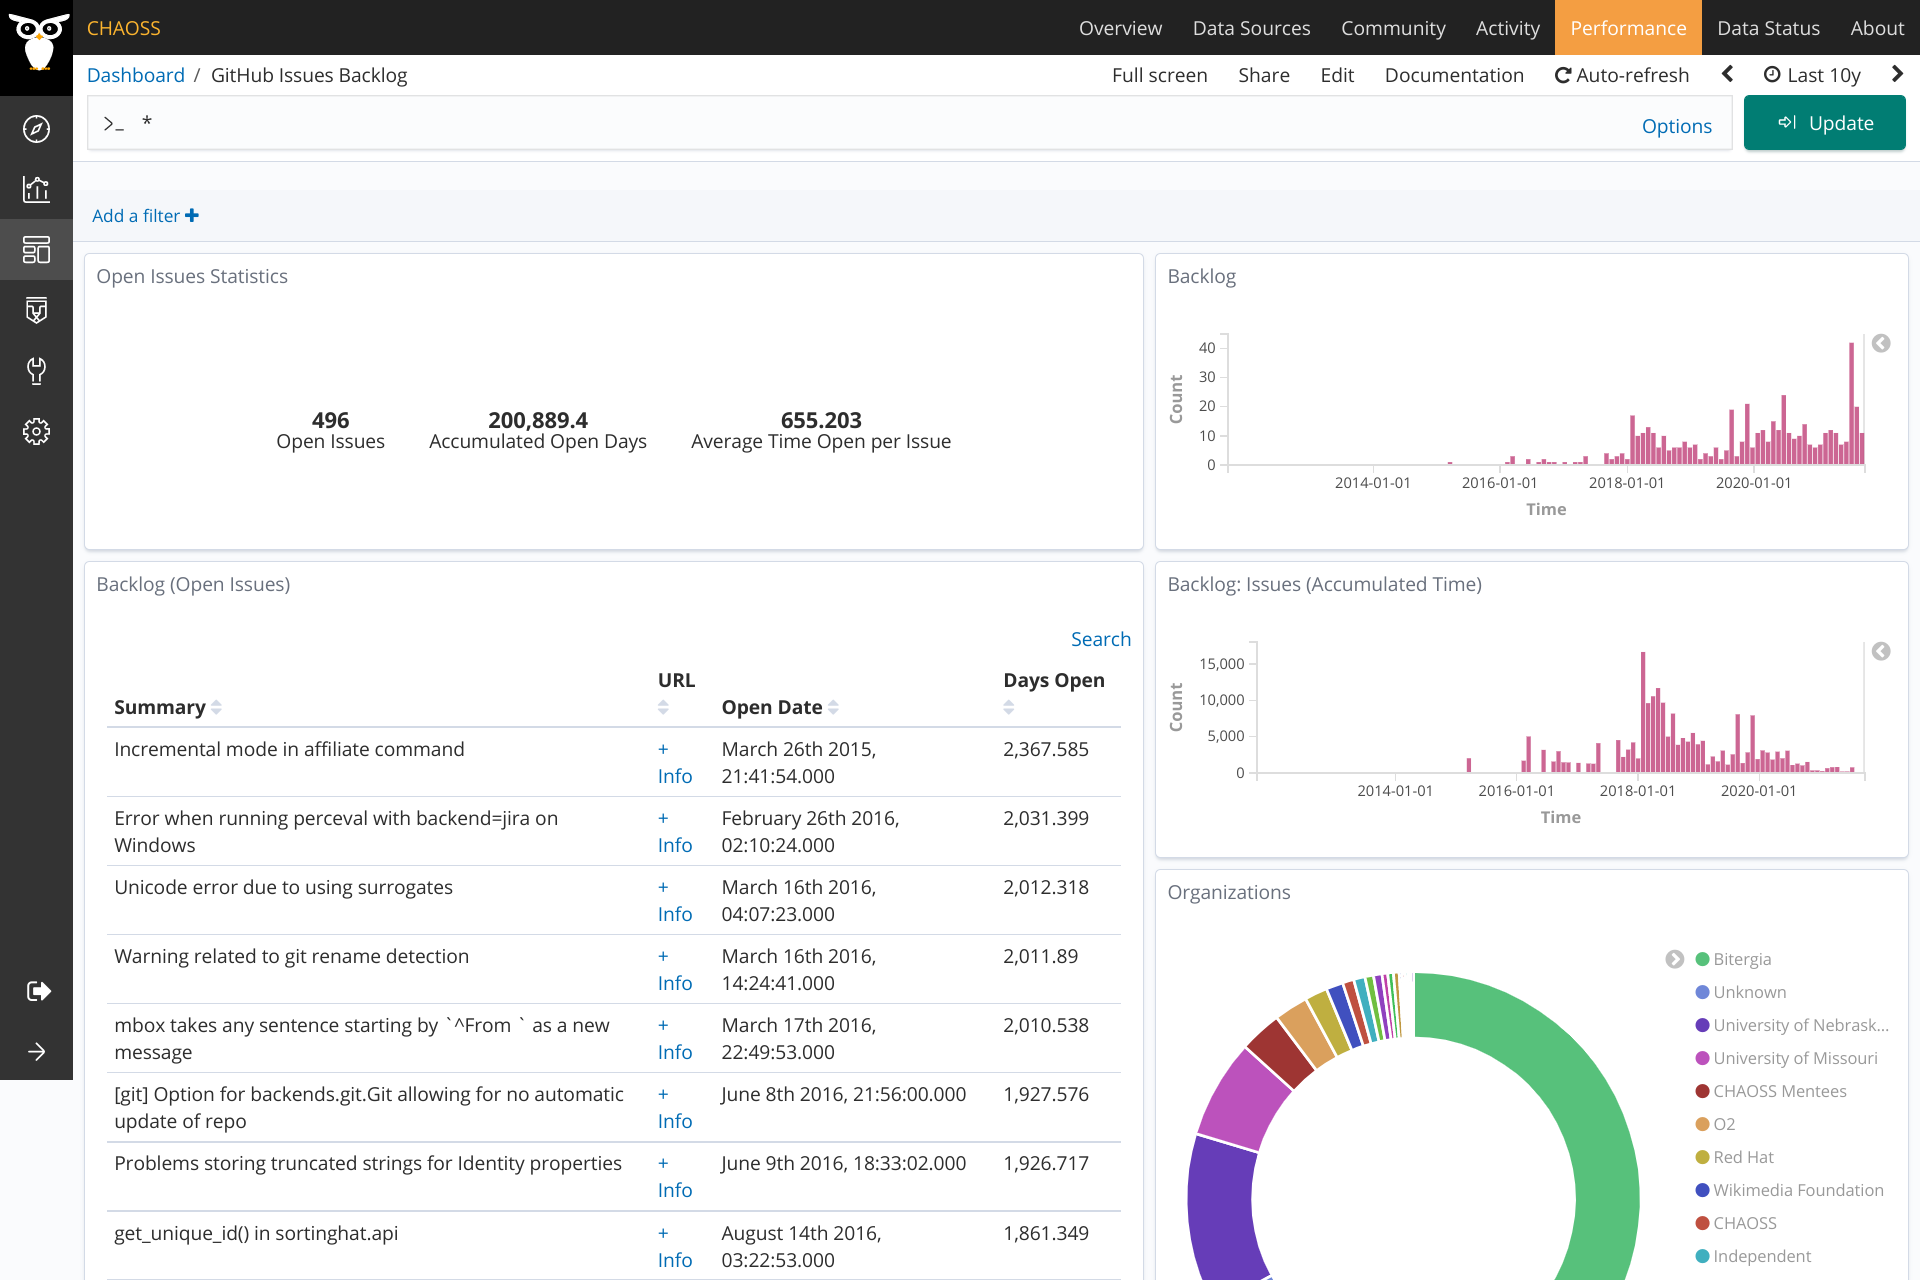 CHAOSS
Overview
Data Sources
Community
Activity
Performance
Data Status
About
Dashboard / GitHub Issues Backlog
Full screen
Share
Edit
Documentation
Auto-refresh
Last 10y
>_ *
Options
Update
Add a filter +
Open Issues Statistics
496
Open Issues
200,889.4
Accumulated Open Days
655.203
Average Time Open per Issue
Backlog
Count
40
30
20
10
0
2014-01-01
2016-01-01
2018-01-01
2020-01-01
Time
Backlog (Open Issues)
Search
Summary
URL
Open Date
Days Open
Incremental mode in affiliate command
+
Info
March 26th 2015,
21:41:54.000
2,367.585
Error when running perceval with backend=jira on
Windows
+
Info
February 26th 2016,
02:10:24.000
2,031.399
Unicode error due to using surrogates
+
Info
March 16th 2016,
04:07:23.000
2,012.318
Warning related to git rename detection
+
Info
March 16th 2016,
14:24:41.000
2,011.89
mbox takes any sentence starting by `^From ` as a new
message
+
Info
March 17th 2016,
22:49:53.000
2,010.538
[git] Option for backends.git.Git allowing for no automatic
update of repo
+
Info
June 8th 2016, 21:56:00.000
1,927.576
Problems storing truncated strings for Identity properties
+
Info
June 9th 2016, 18:33:02.000
1,926.717
get_unique_id() in sortinghat.api
+
Info
August 14th 2016,
03:22:53.000
1,861.349
Backlog: Issues (Accumulated Time)
Count
15,000
10,000
5,000
0
2014-01-01
2016-01-01
2018-01-01
2020-01-01
Time
Organizations
Bitergia
Unknown
University of Nebrask...
University of Missouri
CHAOSS Mentees
O2
Red Hat
Wikimedia Foundation
CHAOSS
Independent